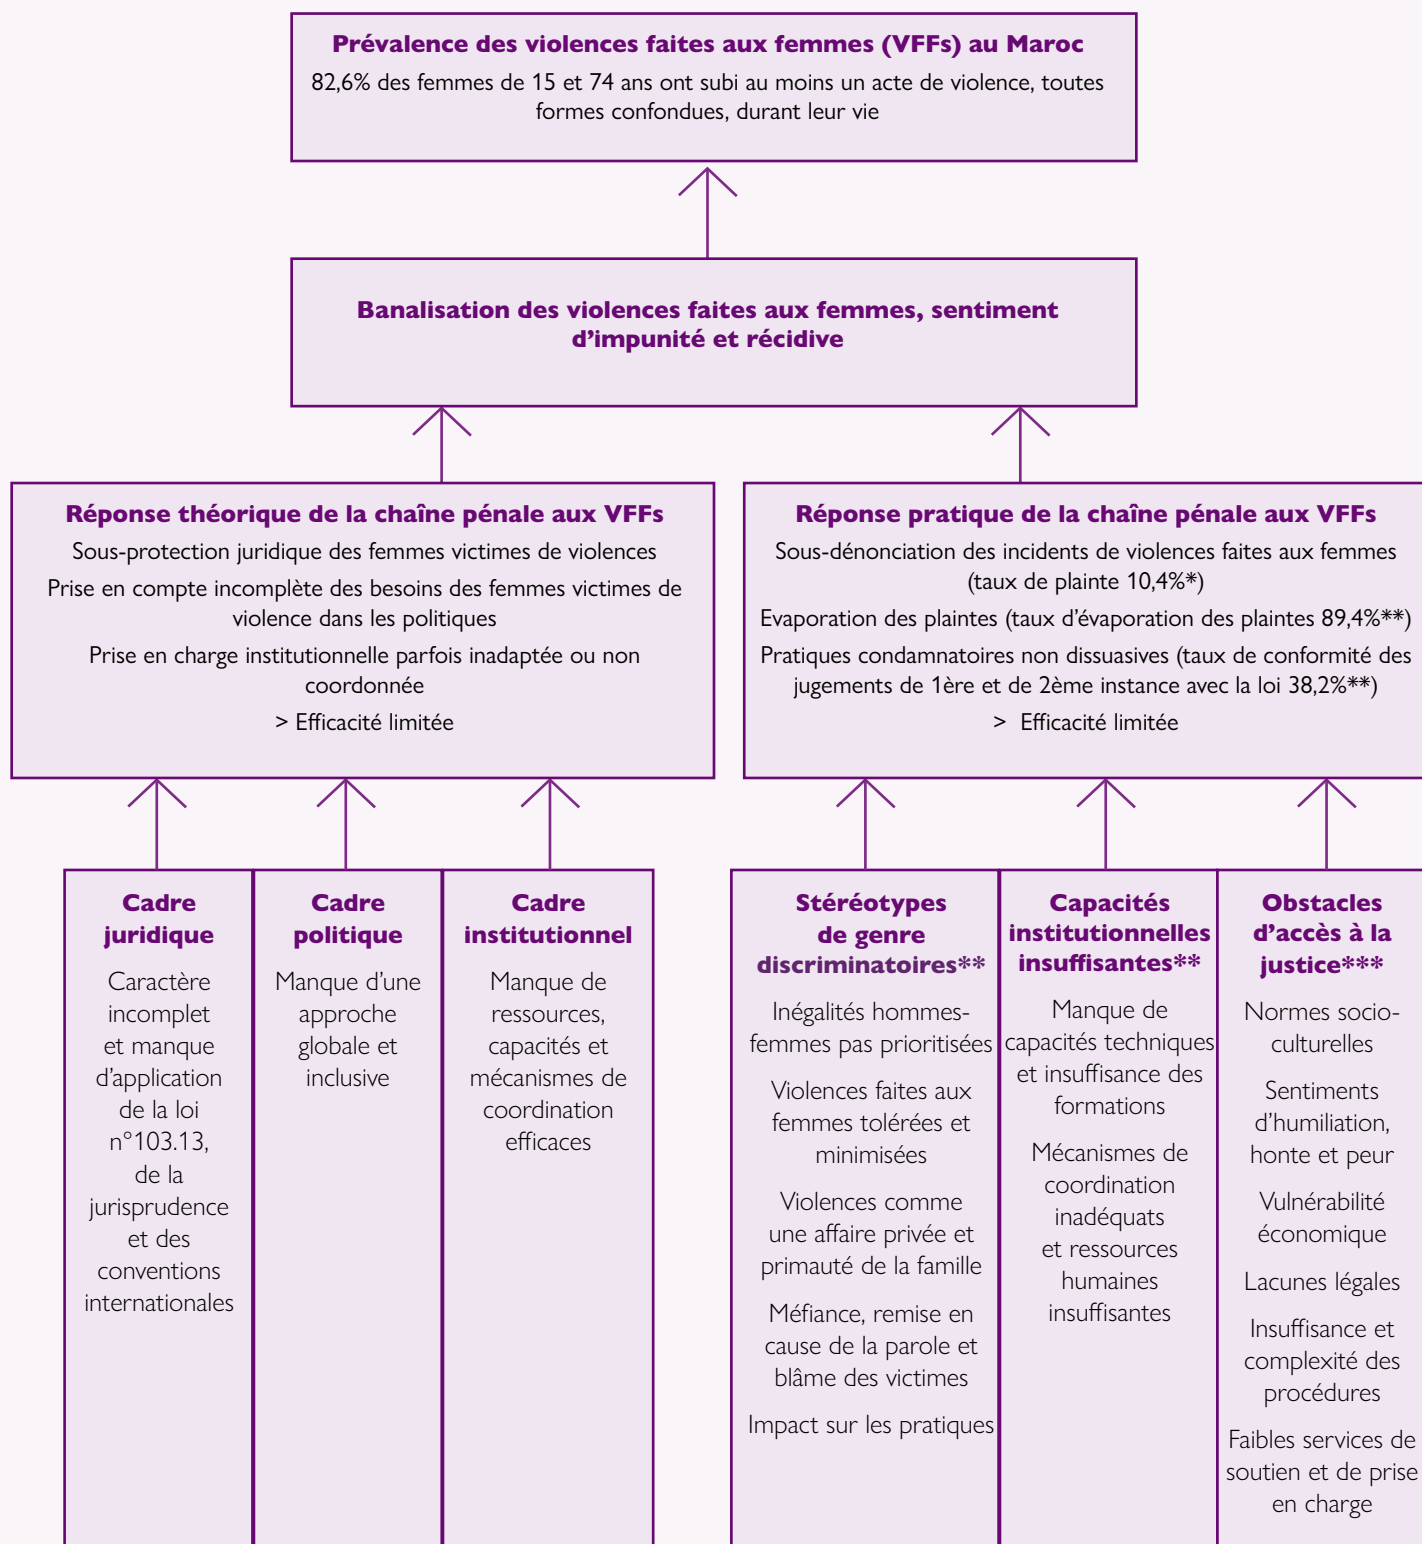 Prévalence des violences faites aux femmes (VFFs) au Maroc
82,6% des femmes de 15 et 74 ans ont subi au moins un acte de violence, toutes
formes confondues, durant leur vie
Banalisation des violences faites aux femmes, sentiment
d’impunité et récidive
Réponse théorique de la chaîne pénale aux VFFs
Sous-protection juridique des femmes victimes de violences
Prise en compte incomplète des besoins des femmes victimes de
violence dans les politiques
Prise en charge institutionnelle parfois inadaptée ou non
coordonnée
> Efficacité limitée
Réponse pratique de la chaîne pénale aux VFFs
Sous-dénonciation des incidents de violences faites aux femmes
(taux de plainte 10,4%*)
Evaporation des plaintes (taux d’évaporation des plaintes 89,4%**)
Pratiques condamnatoires non dissuasives (taux de conformité des
jugements de 1ère et de 2ème instance avec la loi 38,2%**)
> Efficacité limitée
Cadre
juridique
Caractère
incomplet
et manque
d’application
de la loi
n°103.13,
de la
jurisprudence
et des
conventions
internationales
Cadre
politique
Manque d’une
approche
globale et
inclusive
Cadre
institutionnel
Manque de
ressources,
capacités et
mécanismes de
coordination
efficaces
Stéréotypes
de genre
discriminatoires**
Inégalités hommes-
femmes pas prioritisées
Violences faites aux
femmes tolérées et
minimisées
Violences comme
une affaire privée et
primauté de la famille
Méfiance, remise en
cause de la parole et
blâme des victimes
Impact sur les pratiques
Capacités
institutionnelles
insuffisantes**
Manque de
capacités techniques
et insuffisance des
formations
Mécanismes de
coordination
inadéquats
et ressources
humaines
insuffisantes
Obstacles
d’accès à la
justice***
Normes socio-
culturelles
Sentiments
d’humiliation,
honte et peur
Vulnérabilité
économique
Lacunes légales
Insuffisance et
complexité des
procédures
Faibles services de
soutien et de prise
en charge